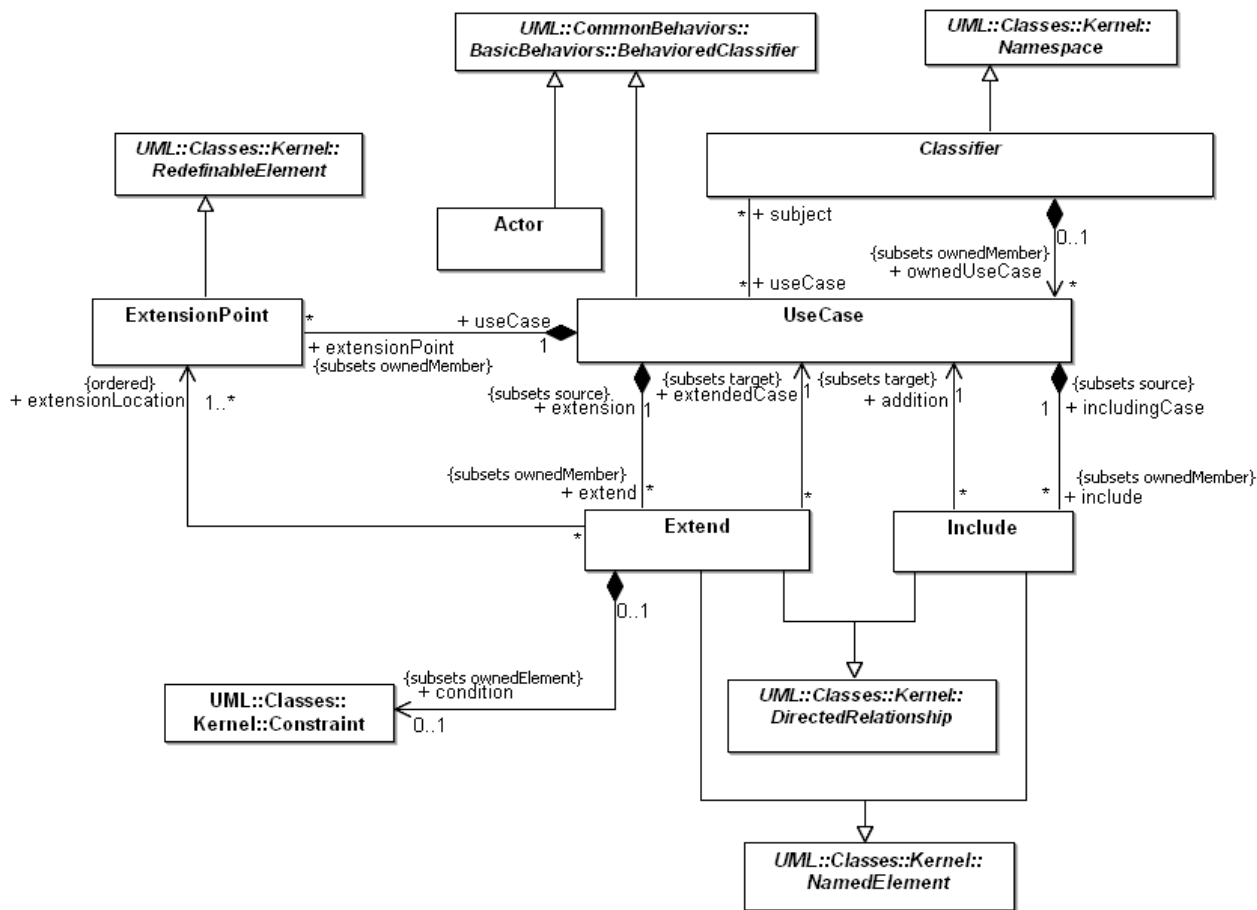 UML::CommonBehaviors::
BasicBehaviors::BehavioredClassifier
UML::Classes::Kernel::
Namespace
UML::Classes::Kernel::
RedefinableElement
Classifier
Actor
* + subject
0..1
{subsets ownedMember}
+ ownedUseCase
* + useCase
*
ExtensionPoint
*
+ useCase
1
UseCase
+ extensionPoint
{subsets ownedMember}
{ordered}
+ extensionLocation
1..*
{subsets source}
+ extension
1
{subsets target}
+ extendedCase
1
{subsets target}
+ addition
1
{subsets source}
1
+ includingCase
{subsets ownedMember}
+ extend
*
*
*
{subsets ownedMember}
*
+ include
*
Extend
Include
0..1
{subsets ownedElement}
+ condition
0..1
UML::Classes::
Kernel::Constraint
UML::Classes::Kernel::
DirectedRelationship
UML::Classes::Kernel::
NamedElement